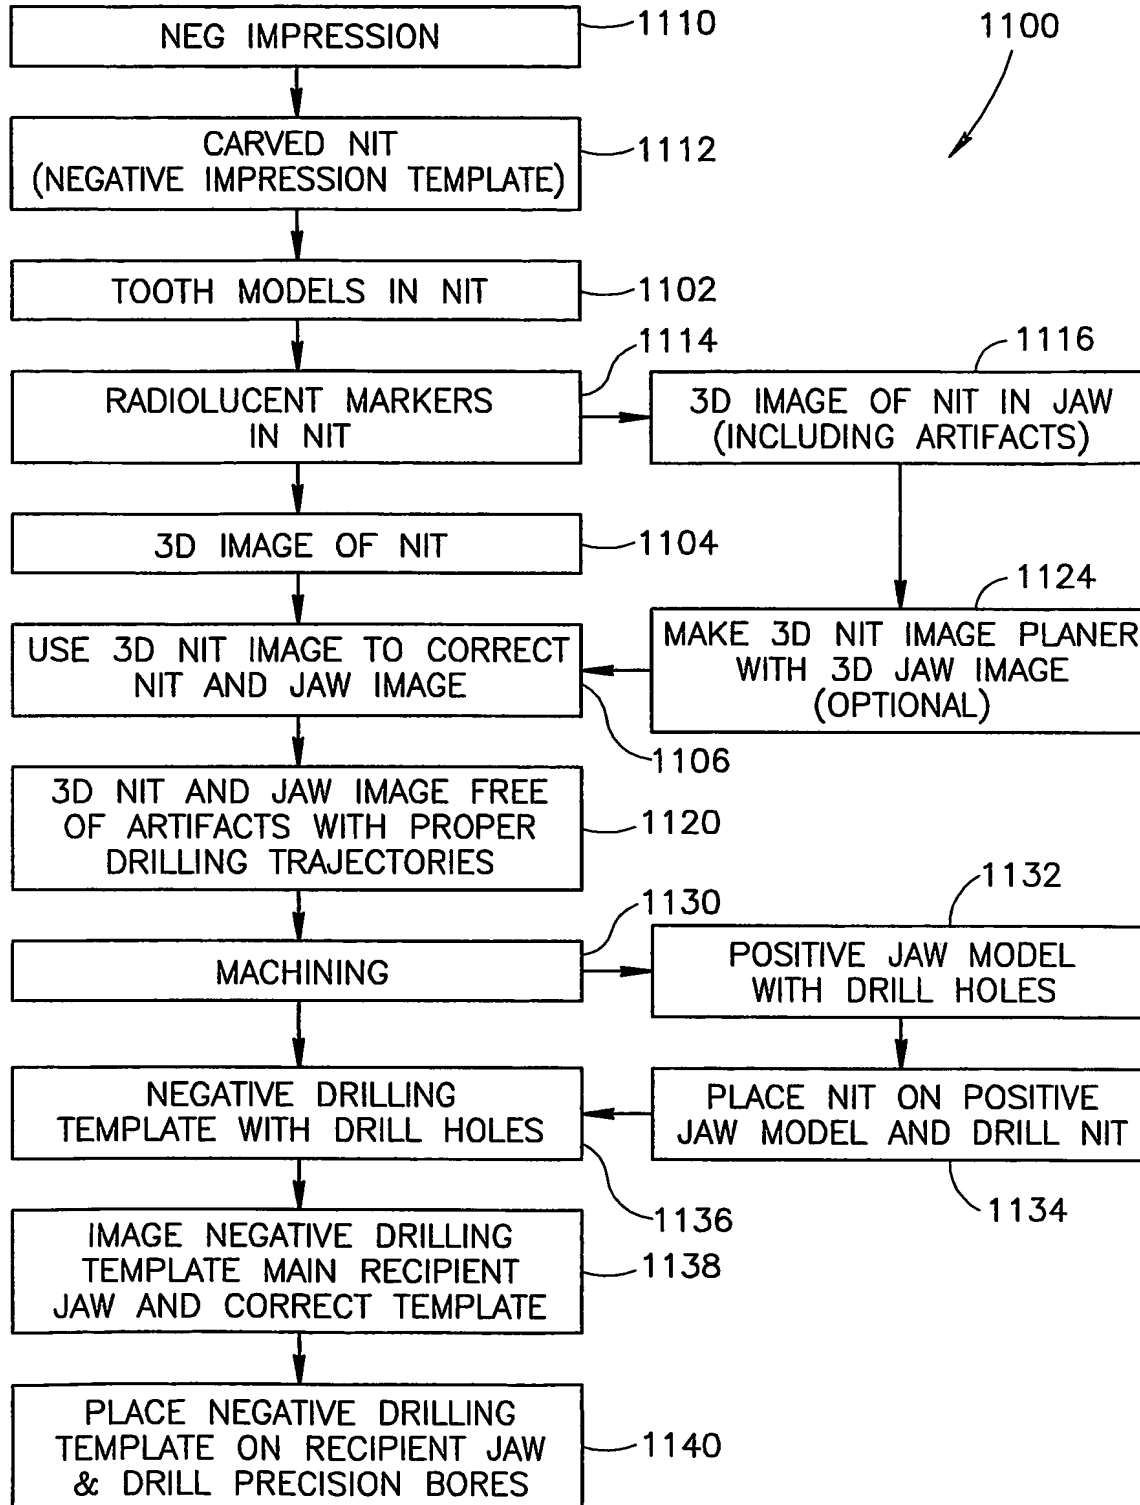 NEG IMPRESSION
1110
1100
CARVED NIT
(NEGATIVE IMPRESSION TEMPLATE)
1112
TOOTH MODELS IN NIT
1102
RADIOLUCENT MARKERS
IN NIT
1114
1116
3D IMAGE OF NIT IN JAW
(INCLUDING ARTIFACTS)
3D IMAGE OF NIT
1104
1124
MAKE 3D NIT IMAGE PLANER
WITH 3D JAW IMAGE
(OPTIONAL)
USE 3D NIT IMAGE TO CORRECT
NIT AND JAW IMAGE
1106
3D NIT AND JAW IMAGE FREE
OF ARTIFACTS WITH PROPER
DRILLING TRAJECTORIES
1120
MACHINING
1130
1132
POSITIVE JAW MODEL
WITH DRILL HOLES
PLACE NIT ON POSITIVE
JAW MODEL AND DRILL NIT
1134
NEGATIVE DRILLING
TEMPLATE WITH DRILL HOLES
1136
IMAGE NEGATIVE DRILLING
TEMPLATE MAIN RECIPIENT
JAW AND CORRECT TEMPLATE
1138
PLACE NEGATIVE DRILLING
TEMPLATE ON RECIPIENT JAW
& DRILL PRECISION BORES
1140